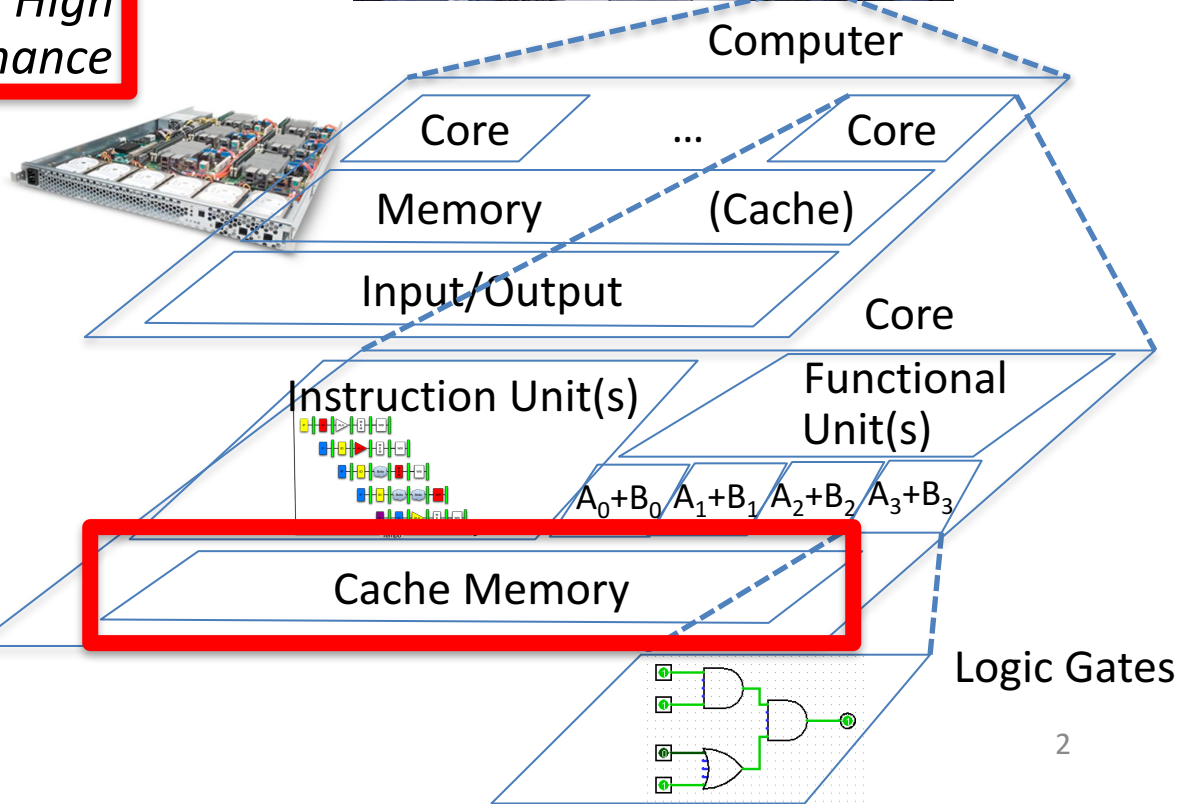 High
Computer
Core ... Core
Memory (Cache)
Input/Output
Core
Instruction Unit(s)
Functional
Unit(s)
A₀+B₀ A₁+B₁ A₂+B₂ A₃+B₃
Cache Memory
Logic Gates
2